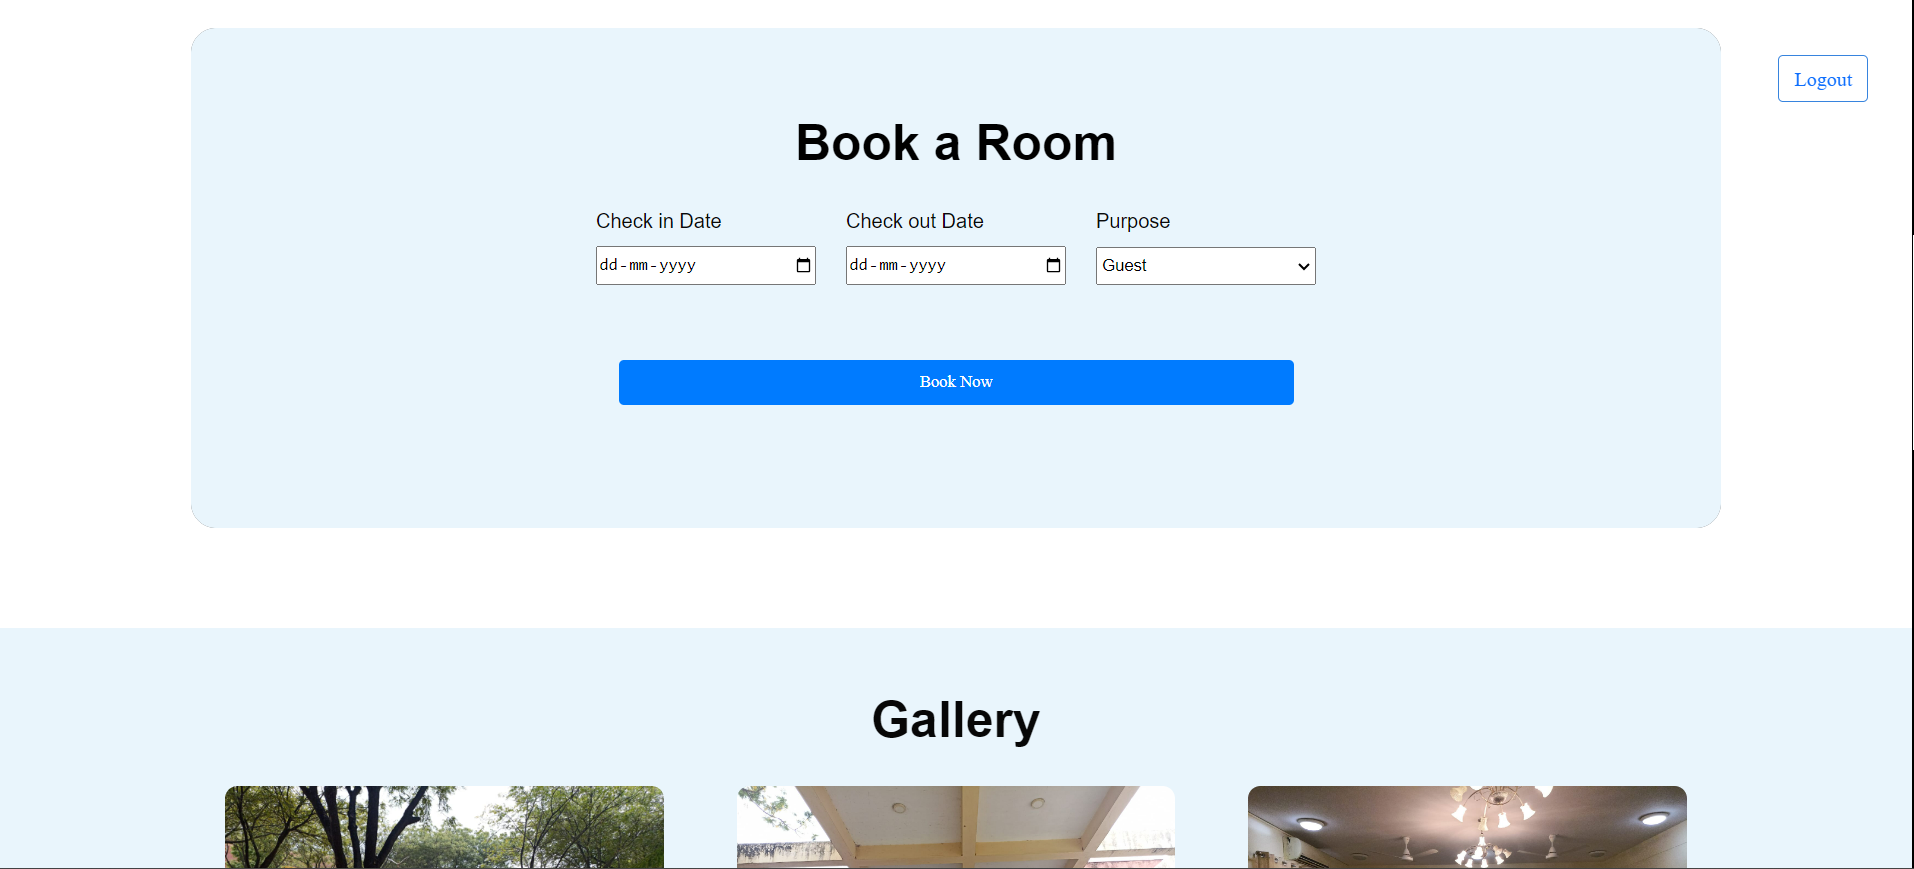 Logout
Book a Room
Check in Date Check out Date Purpose
dd-mm-yyyy dd-mm-yyyy Guest
Book Now
Gallery